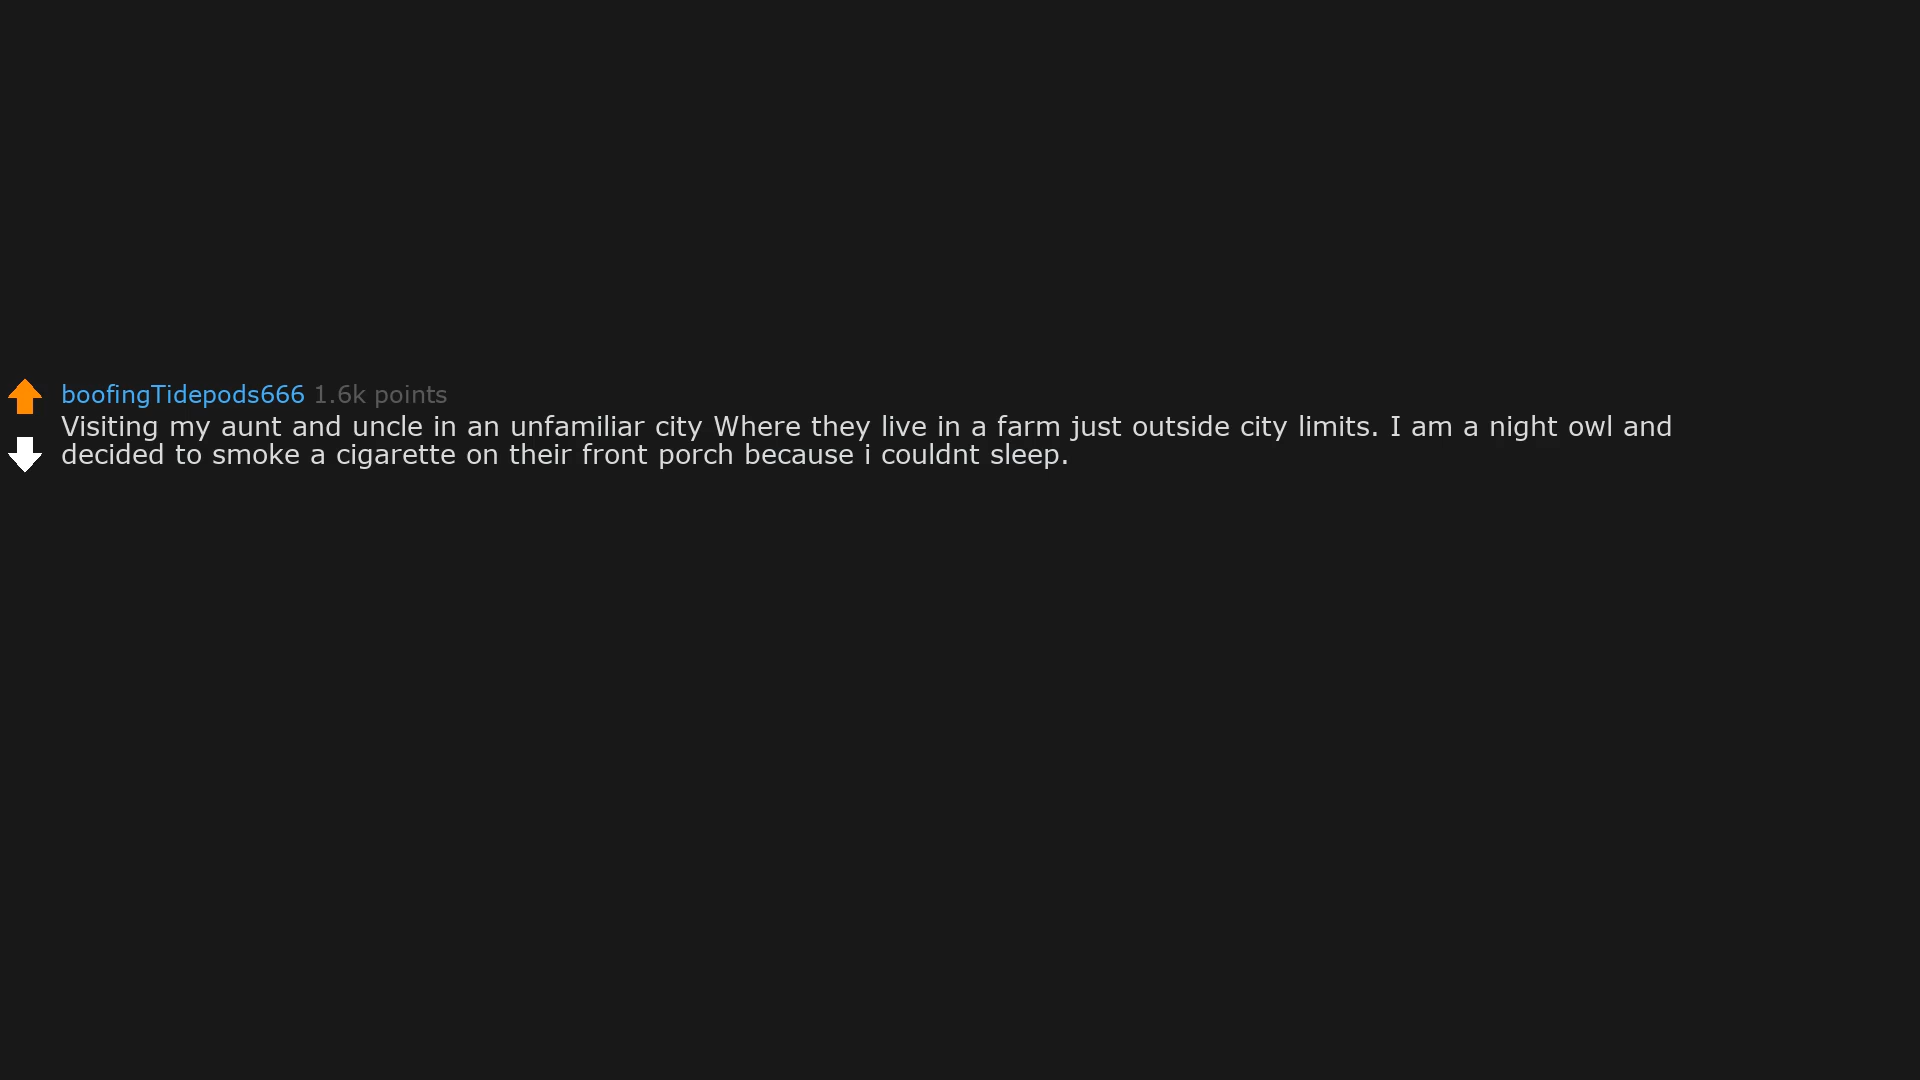 boofingTidepods666 1.6k points
Visiting my aunt and uncle in an unfamiliar city Where they live in a farm just outside city limits. I am a night owl and
decided to smoke a cigarette on their front porch because i couldnt sleep.